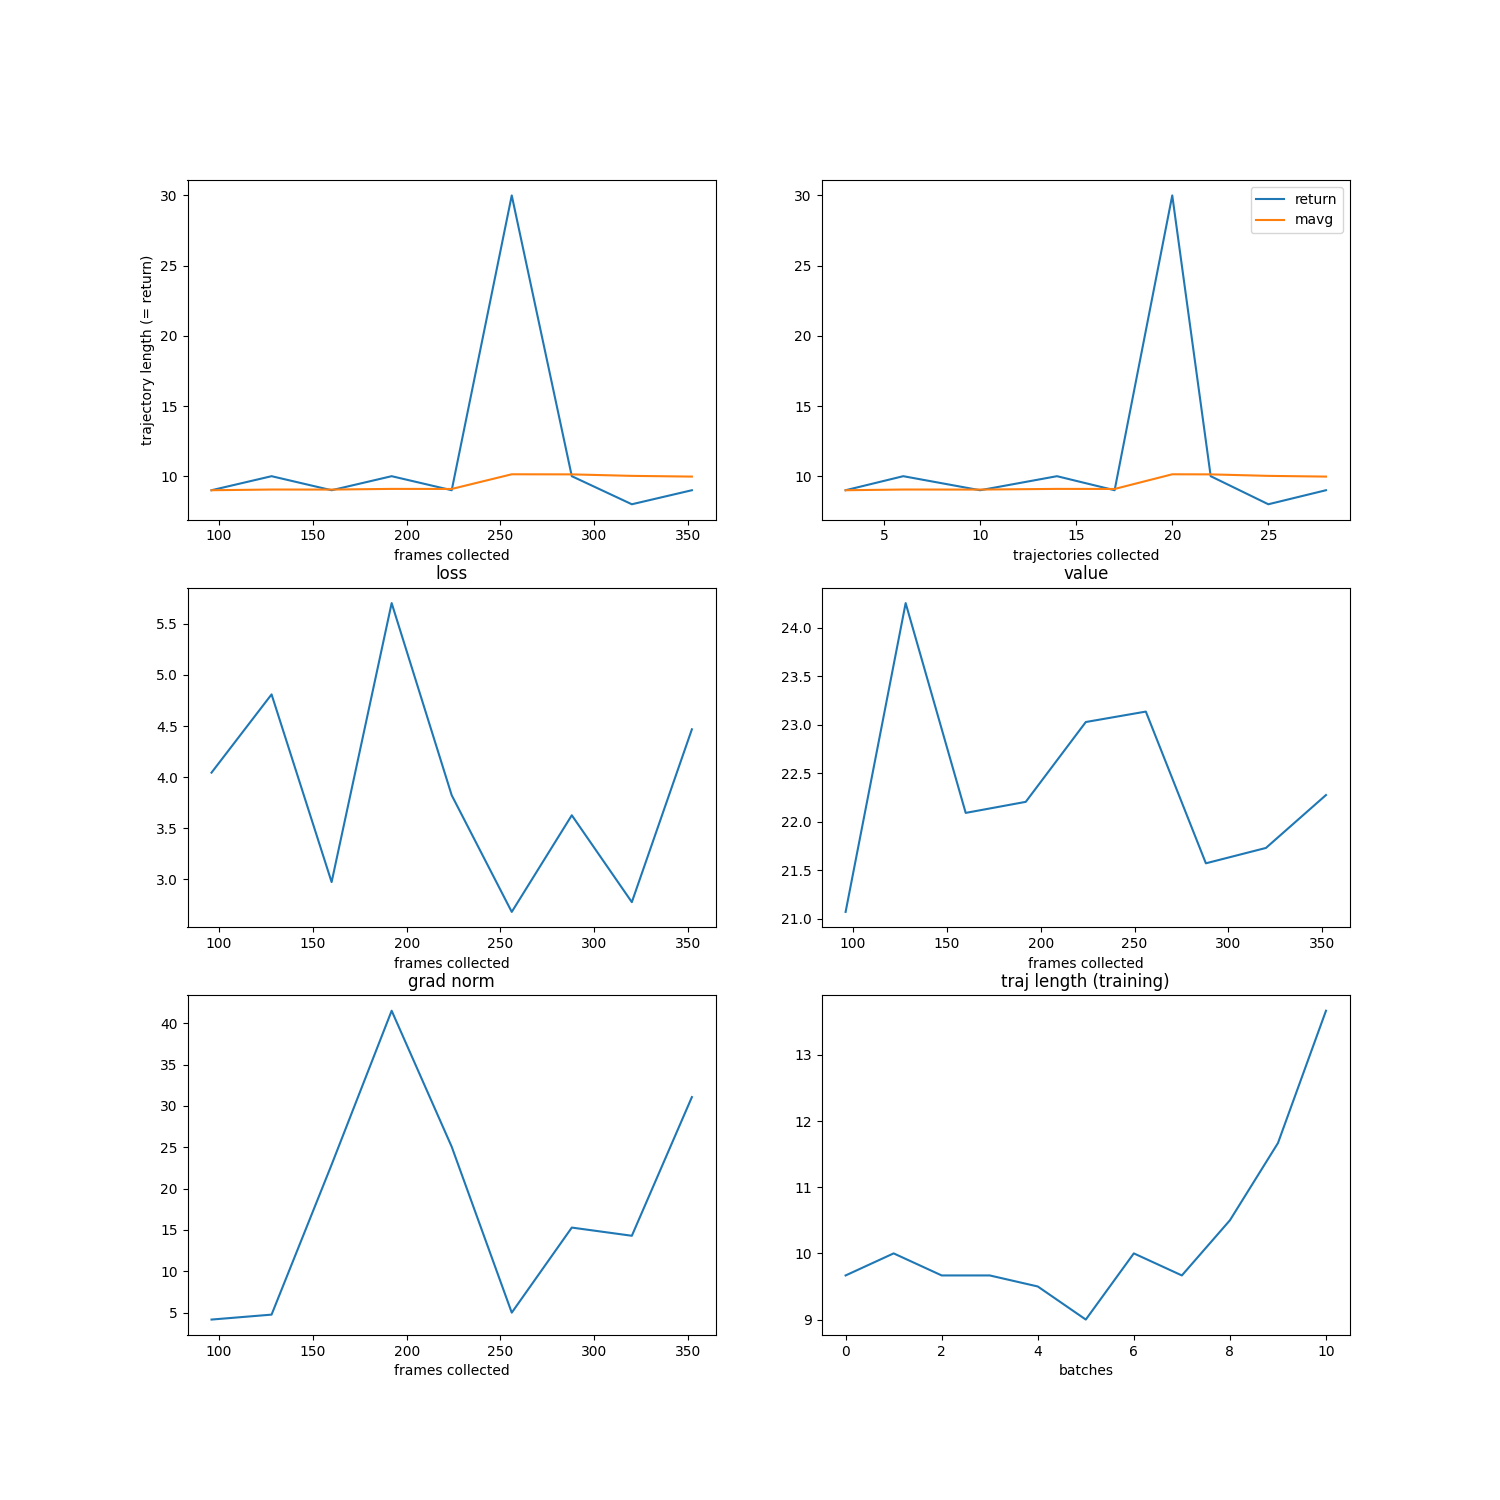 30
25
20
15
10
trajectory length (= return)
100 150 200 250 300 350
frames collected
return
mavg
30
25
20
15
10
5 10 15 20 25
trajectories collected
loss
5.5
5.0
4.5
4.0
3.5
3.0
100 150 200 250 300 350
frames collected
value
24.0
23.5
23.0
22.5
22.0
21.5
21.0
100 150 200 250 300 350
frames collected
grad norm
40
35
30
25
20
15
10
5
100 150 200 250 300 350
frames collected
traj length (training)
13
12
11
10
9
0 2 4 6 8 10
batches